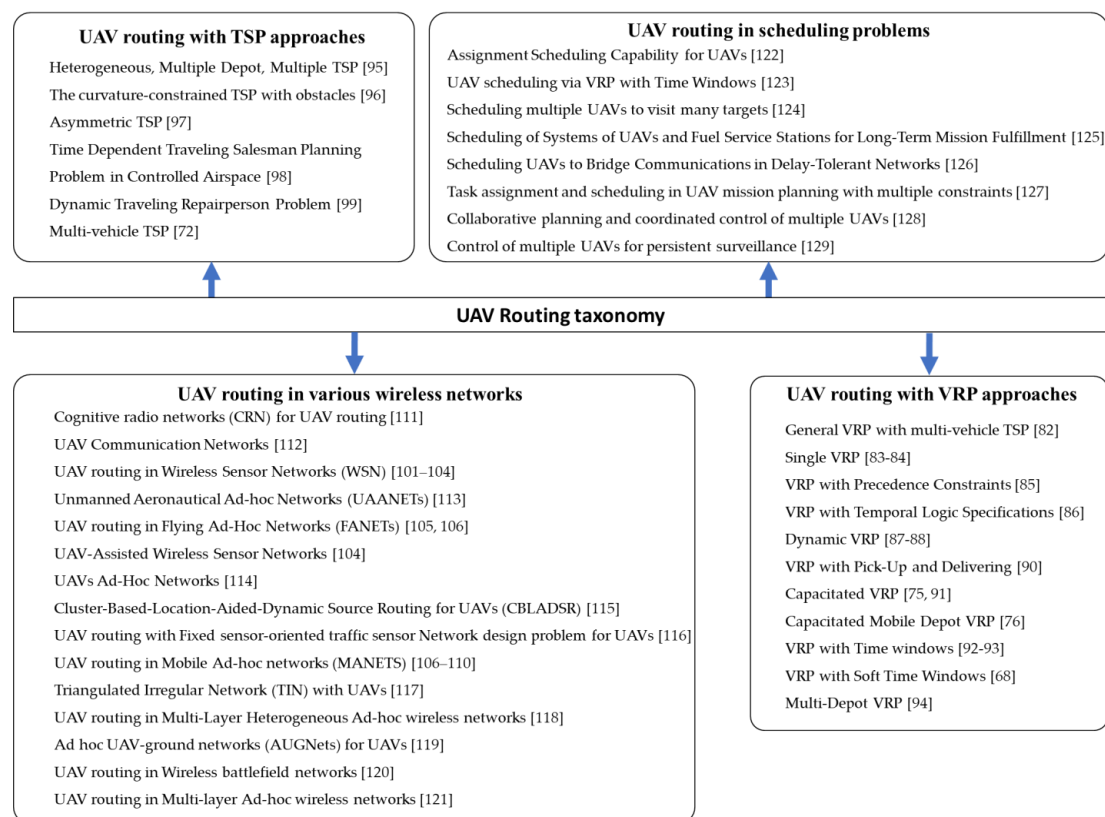 UAV routing with TSP approaches
Heterogeneous, Multiple Depot, Multiple TSP [95]
The curvature-constrained TSP with obstacles [96]
Asymmetric TSP [97]
Time Dependent Traveling Salesman Planning
Problem in Controlled Airspace [98]
Dynamic Traveling Repairperson Problem [99]
Multi-vehicle TSP [72]
UAV routing in scheduling problems
Assignment Scheduling Capability for UAVs [122]
UAV scheduling via VRP with Time Windows [123]
Scheduling multiple UAVs to visit many targets [124]
Scheduling of Systems of UAVs and Fuel Service Stations for Long-Term Mission Fulfillment [125]
Scheduling UAVs to Bridge Communications in Delay-Tolerant Networks [126]
Task assignment and scheduling in UAV mission planning with multiple constraints [127]
Collaborative planning and coordinated control of multiple UAVs [128]
Control of multiple UAVs for persistent surveillance [129]
UAV Routing taxonomy
UAV routing in various wireless networks
Cognitive radio networks (CRN) for UAV routing [111]
UAV Communication Networks [112]
UAV routing in Wireless Sensor Networks (WSN) [101–104]
Unmanned Aeronautical Ad-hoc Networks (UAANETs) [113]
UAV routing in Flying Ad-Hoc Networks (FANETs) [105, 106]
UAV-Assisted Wireless Sensor Networks [104]
UAVs Ad-Hoc Networks [114]
Cluster-Based-Location-Aided-Dynamic Source Routing for UAVs (CBLADSR) [115]
UAV routing with Fixed sensor-oriented traffic sensor Network design problem for UAVs [116]
UAV routing in Mobile Ad-hoc networks (MANETS) [106–110]
Triangulated Irregular Network (TIN) with UAVs [117]
UAV routing in Multi-Layer Heterogeneous Ad-hoc wireless networks [118]
Ad hoc UAV-ground networks (AUGNets) for UAVs [119]
UAV routing in Wireless battlefield networks [120]
UAV routing in Multi-layer Ad-hoc wireless networks [121]
UAV routing with VRP approaches
General VRP with multi-vehicle TSP [82]
Single VRP [83-84]
VRP with Precedence Constraints [85]
VRP with Temporal Logic Specifications [86]
Dynamic VRP [87-88]
VRP with Pick-Up and Delivering [90]
Capacitated VRP [75, 91]
Capacitated Mobile Depot VRP [76]
VRP with Time windows [92-93]
VRP with Soft Time Windows [68]
Multi-Depot VRP [94]